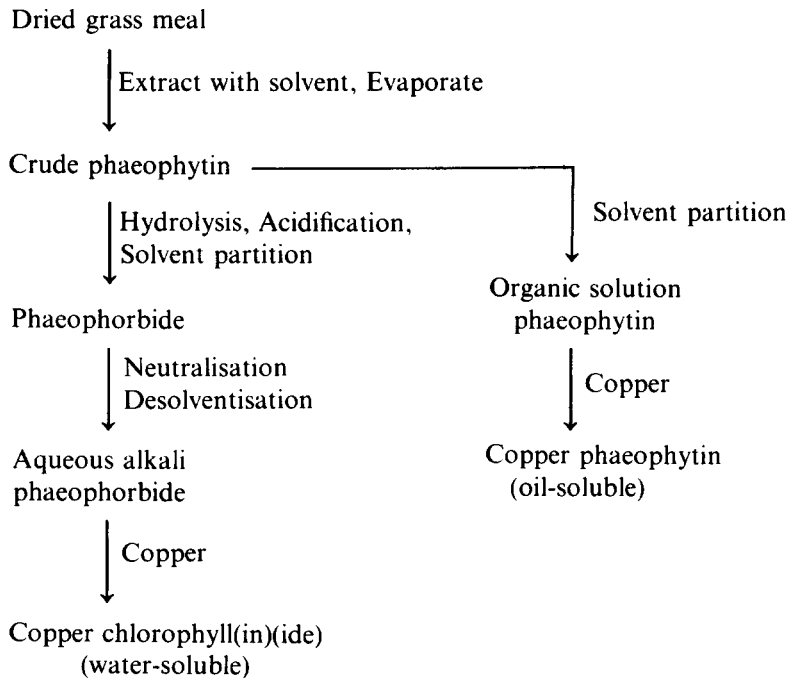 Dried grass meal
Extract with solvent, Evaporate
Crude phaeophytin
Solvent partition
Hydrolysis, Acidification,
Solvent partition
Organic solution
phaeophytin
Phaeophorbide
Neutralisation
Desolventisation
Copper
Aqueous alkali
phaeophorbide
Copper phaeophytin
(oil-soluble)
Copper
Copper chlorophyll(in)(ide)
(water-soluble)